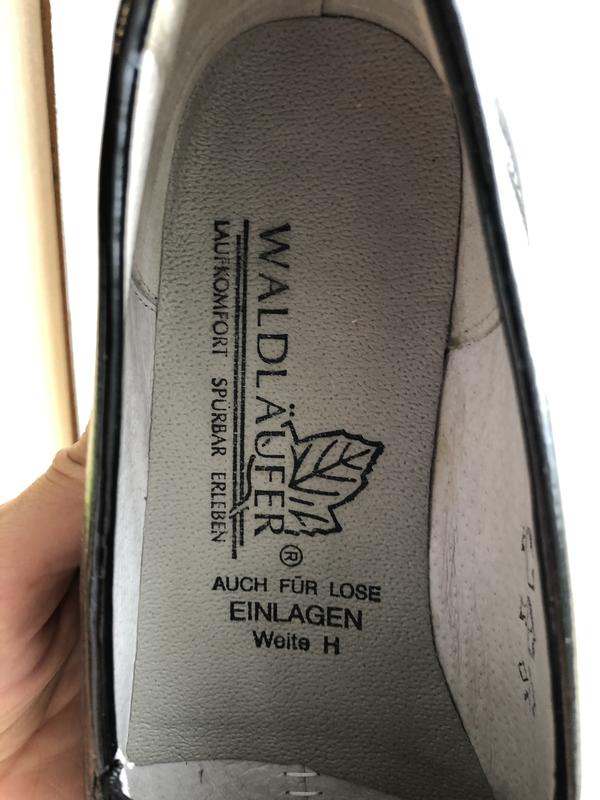 WALDLÄUFER®
LAUFKOMFORT SPÜRBAR ERLEBEN
AUCH FÜR LOSE
EINLAGEN
Weite H